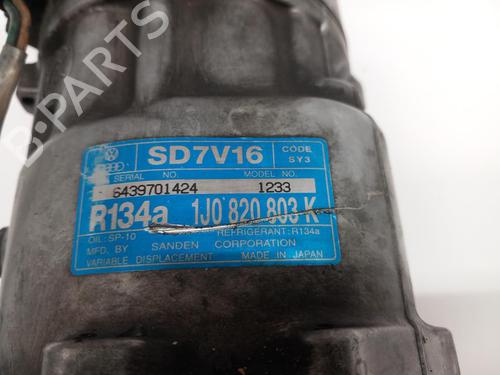 B-PARTS
SD7V16 CODE
SY3
SERIAL NO. MODEL NO.
6439701424 1233
R134a 1J0 820 803 K
OIL: SP-10 REFRIGERANT: R134a
MFD. BY SANDEN CORPORATION
VARIABLE DISPLACEMENT MADE IN JAPAN